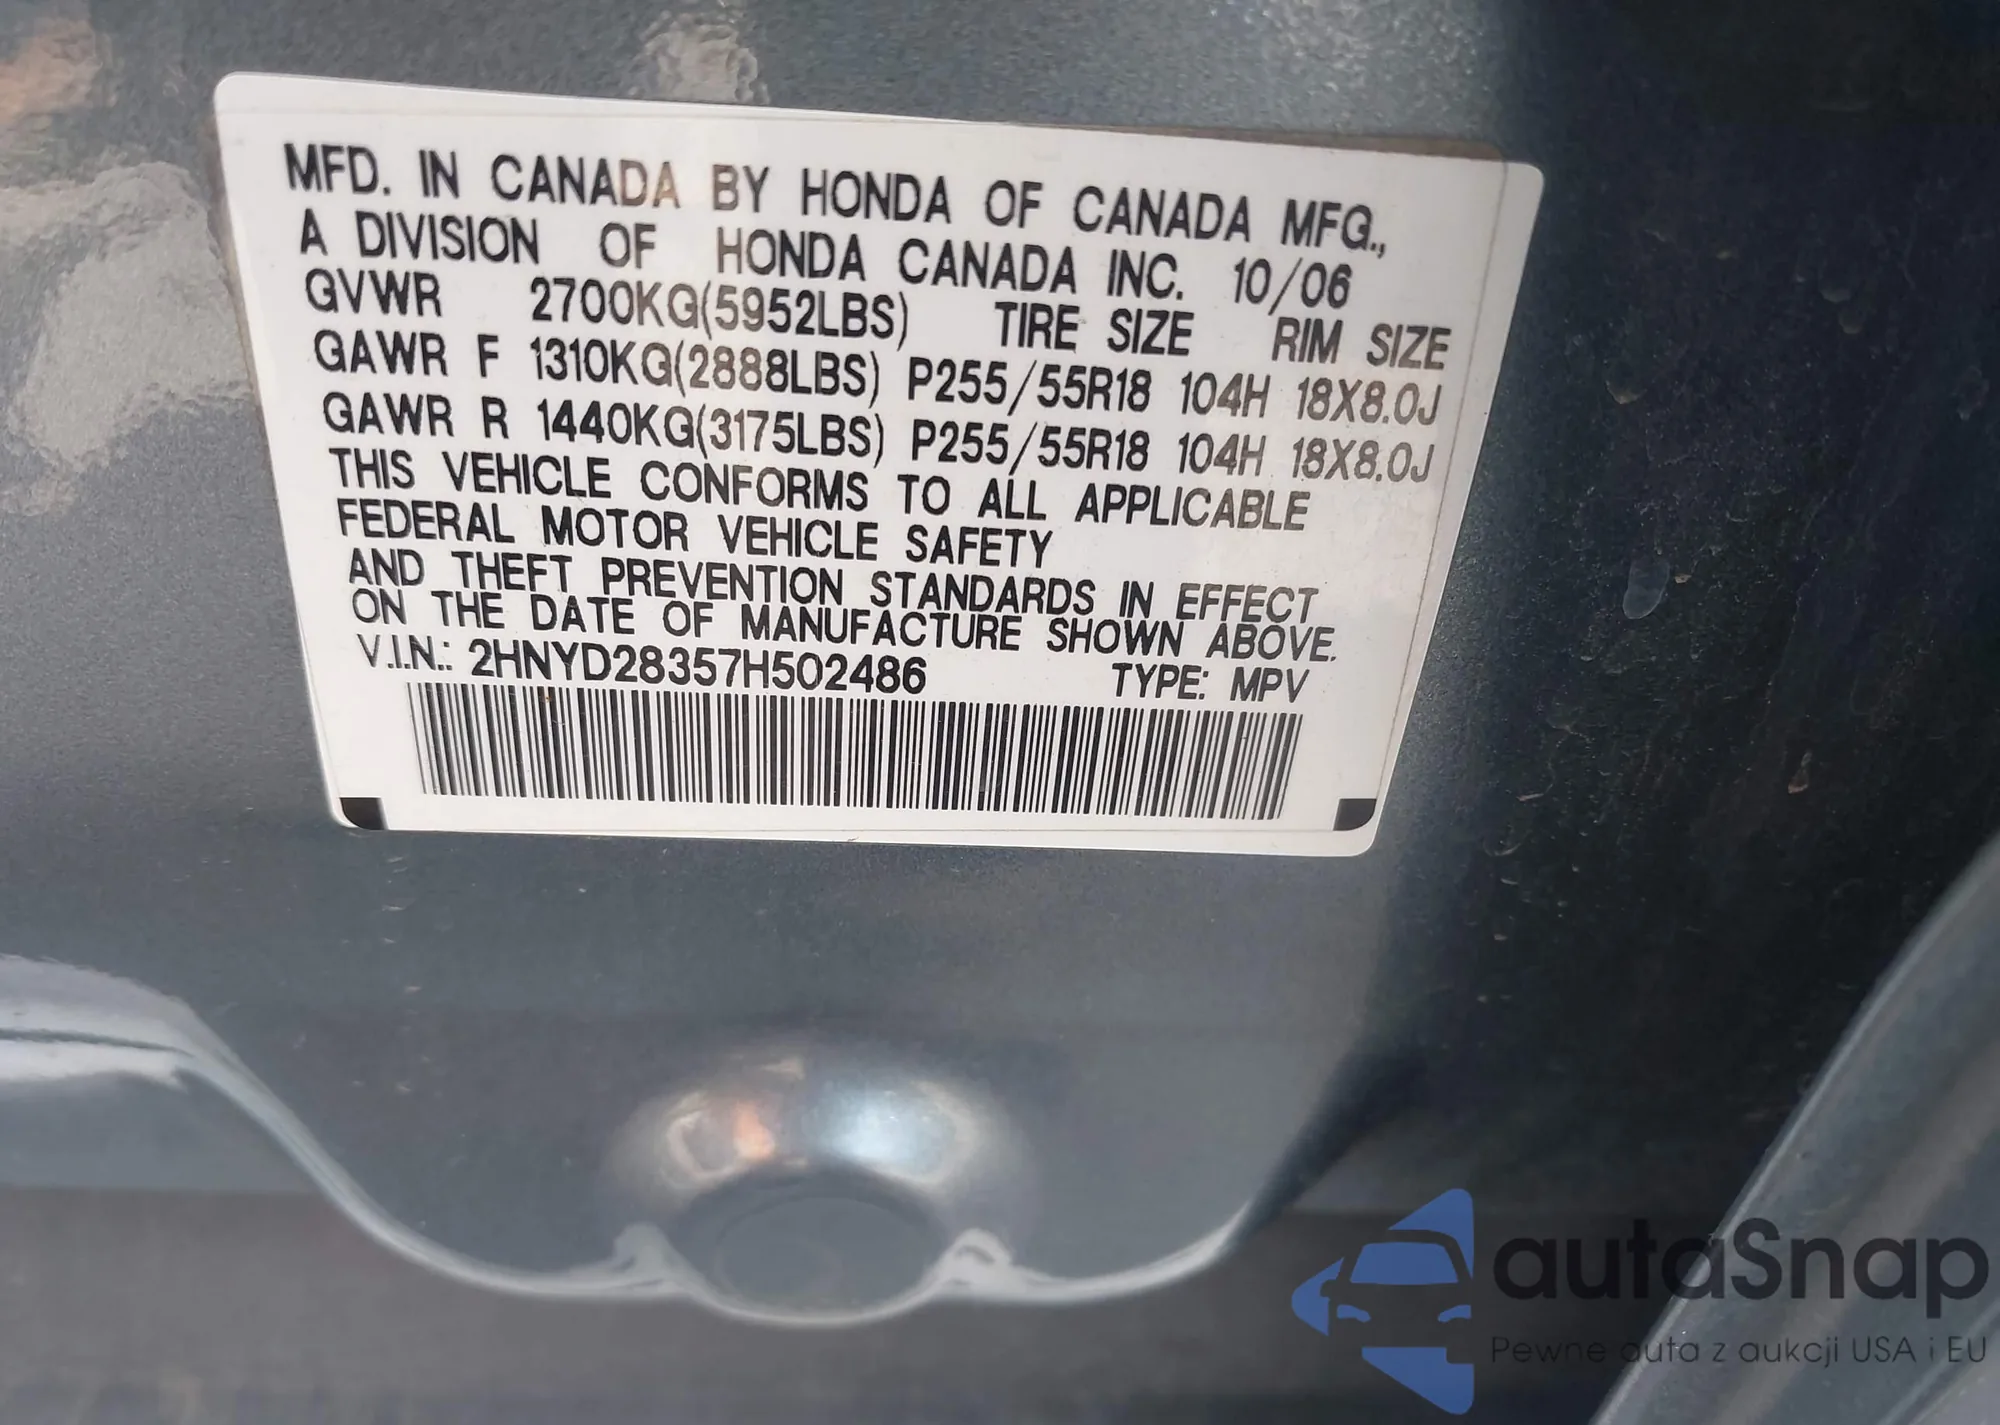 MFD. IN CANADA BY HONDA OF CANADA MFG.,
A DIVISION OF HONDA CANADA INC. 10/06
GVWR 2700KG(5952LBS) TIRE SIZE RIM SIZE
GAWR F 1310KG(2888LBS) P255/55R18 104H 18X8.0J
GAWR R 1440KG(3175LBS) P255/55R18 104H 18X8.0J
THIS VEHICLE CONFORMS TO ALL APPLICABLE
FEDERAL MOTOR VEHICLE SAFETY
AND THEFT PREVENTION STANDARDS IN EFFECT
ON THE DATE OF MANUFACTURE SHOWN ABOVE.
V.I.N.: 2HNYD28357H502486 TYPE: MPV
autaSnap
Pewne auta z aukcji USA i EU